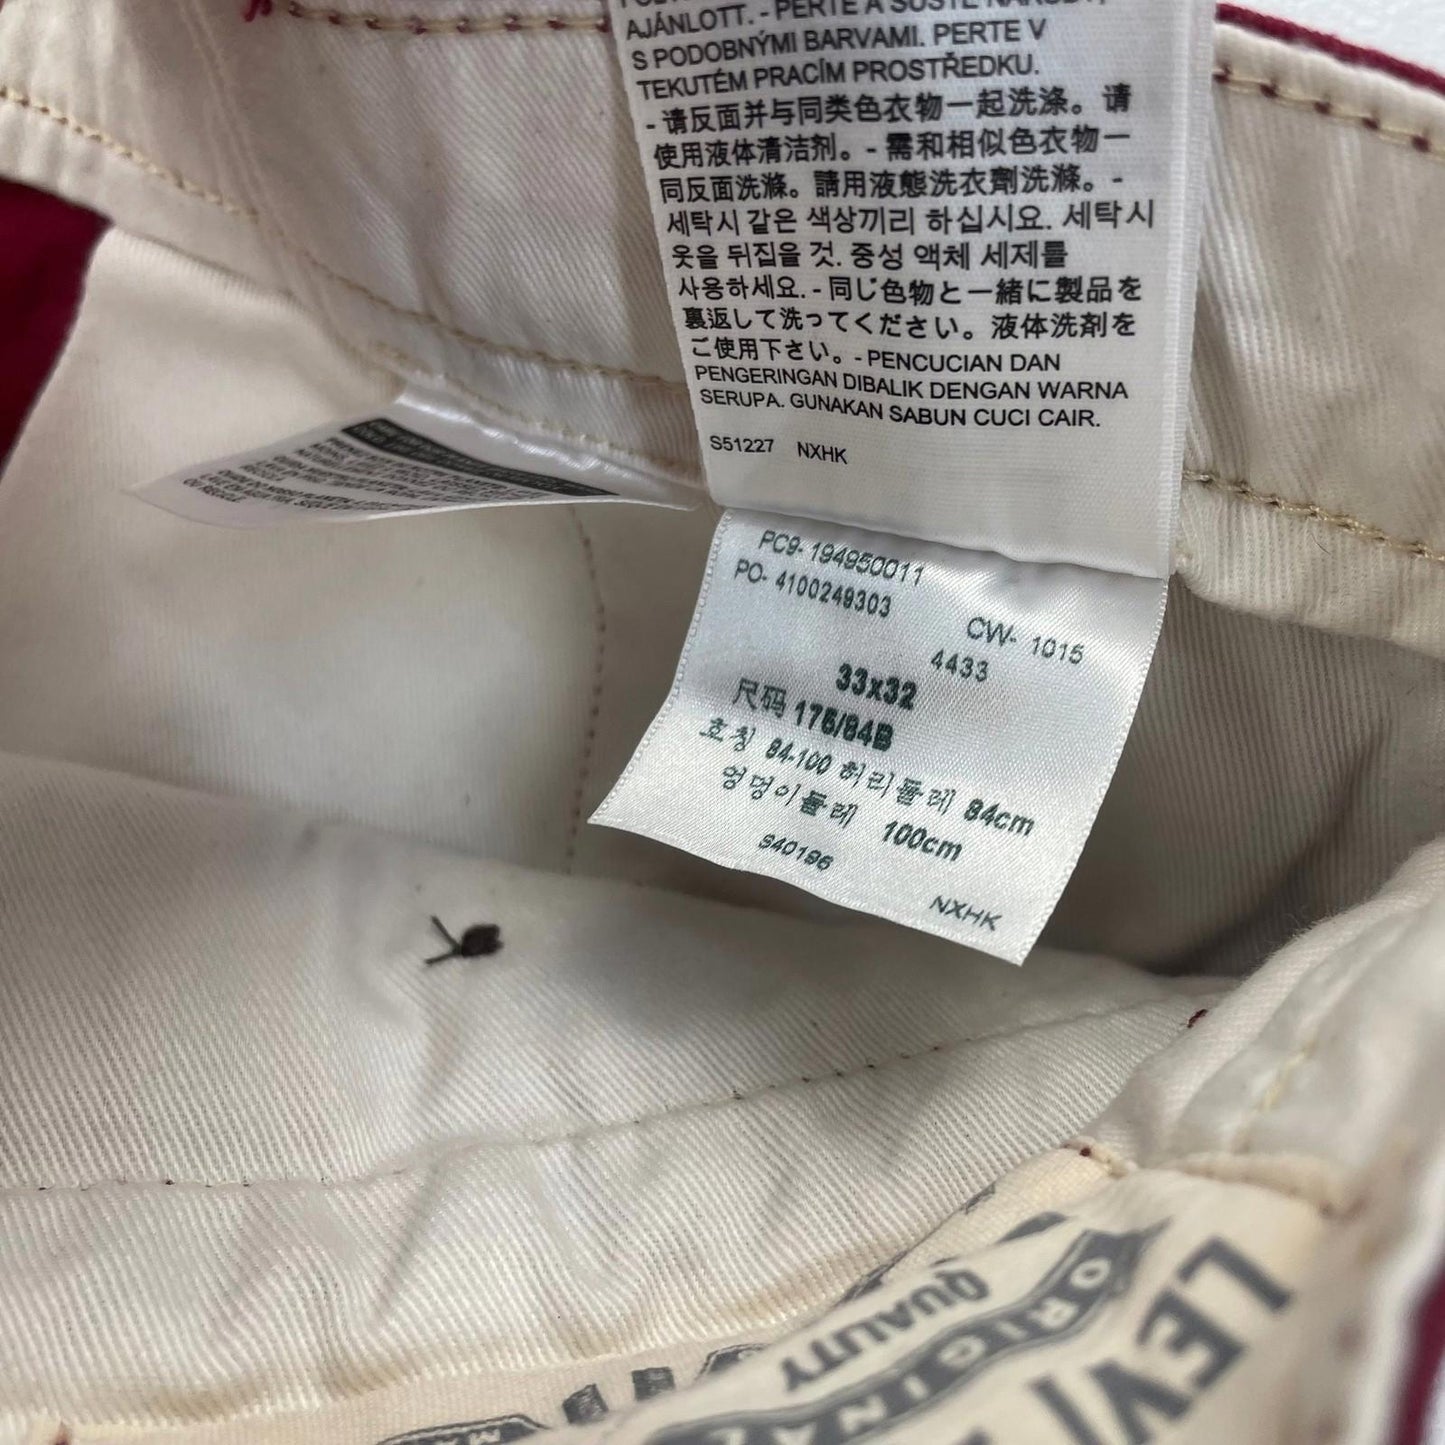 AJÁNLOTT. - PERTE A SUŠTE NARUBY,
S PODOBNÝMI BARVAMI. PERTE V
TEKUTÉM PRACÍM PROSTŘEDKU.
- 请反面并与同类色衣物一起洗涤。请
使用液体清洁剂。- 需和相似色衣物一
同反面洗滌。請用液態洗衣劑洗滌。-
세탁시 같은 색상끼리 하십시요. 세탁시
옷을 뒤집을 것. 중성 액체 세제를
사용하세요. - 同じ色物と一緒に製品を
裏返して洗ってください。液体洗剤を
ご使用下さい。- PENCUCIAN DAN
PENGERINGAN DIBALIK DENGAN WARNA
SERUPA. GUNAKAN SABUN CUCI CAIR.
S51227 NXHK
PC9- 194950011
PO- 4100249303
CW- 1015
4433
33x32
尺码 175/84B
호칭 84-100 허리둘레 84cm
엉덩이둘레 100cm
940196
NXHK
OU REGULE.
QUALITY
ORIGINAL
LEVI